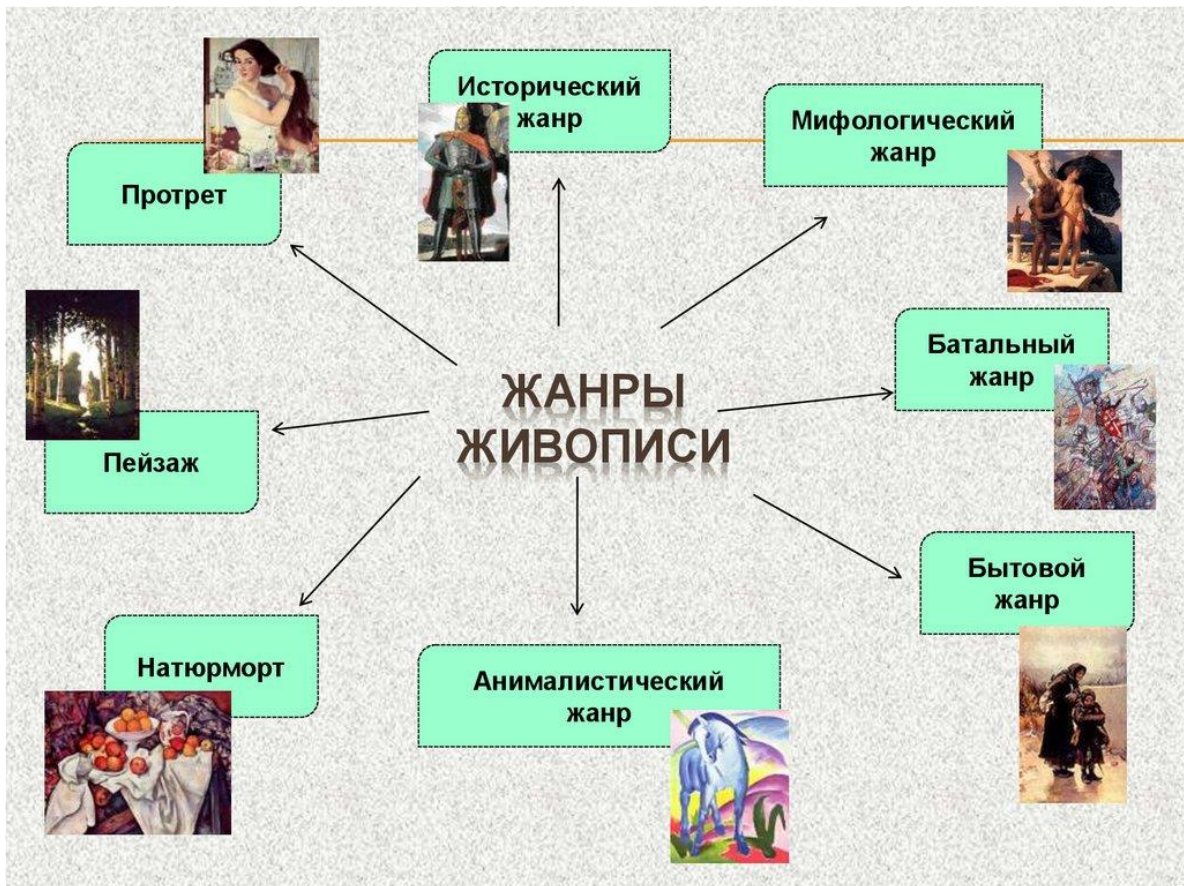 Исторический
жанр
Мифологический
жанр
Протрет
Батальный
жанр
ЖАНРЫ
ЖИВОПИСИ
Пейзаж
Бытовой
жанр
Натюрморт
Анималистический
жанр